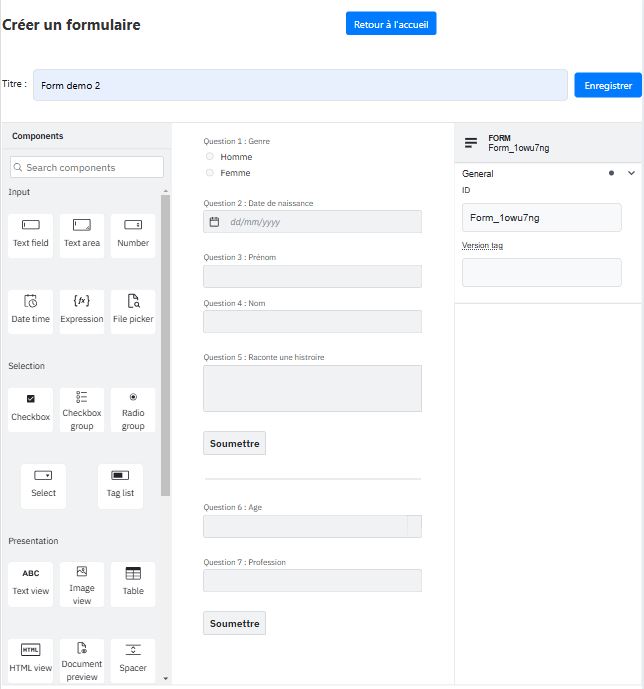 Créer un formulaire
Retour à l'accueil
Titre :
Form demo 2
Enregistrer
Components
Search components
Input
Text field
Text area
Number
Date time
Expression
File picker
Selection
Checkbox
Checkbox
group
Radio
group
Select
Tag list
Presentation
ABC
Text view
Image
view
Table
HTML
HTML view
Document
preview
Spacer
Question 1 : Genre
Homme
Femme
Question 2 : Date de naissance
dd/mm/yyyy
Question 3 : Prénom
Question 4 : Nom
Question 5 : Raconte une histroire
Soumettre
Question 6 : Age
Question 7 : Profession
Soumettre
FORM
Form_1owu7ng
General
ID
Form_1owu7ng
Version tag